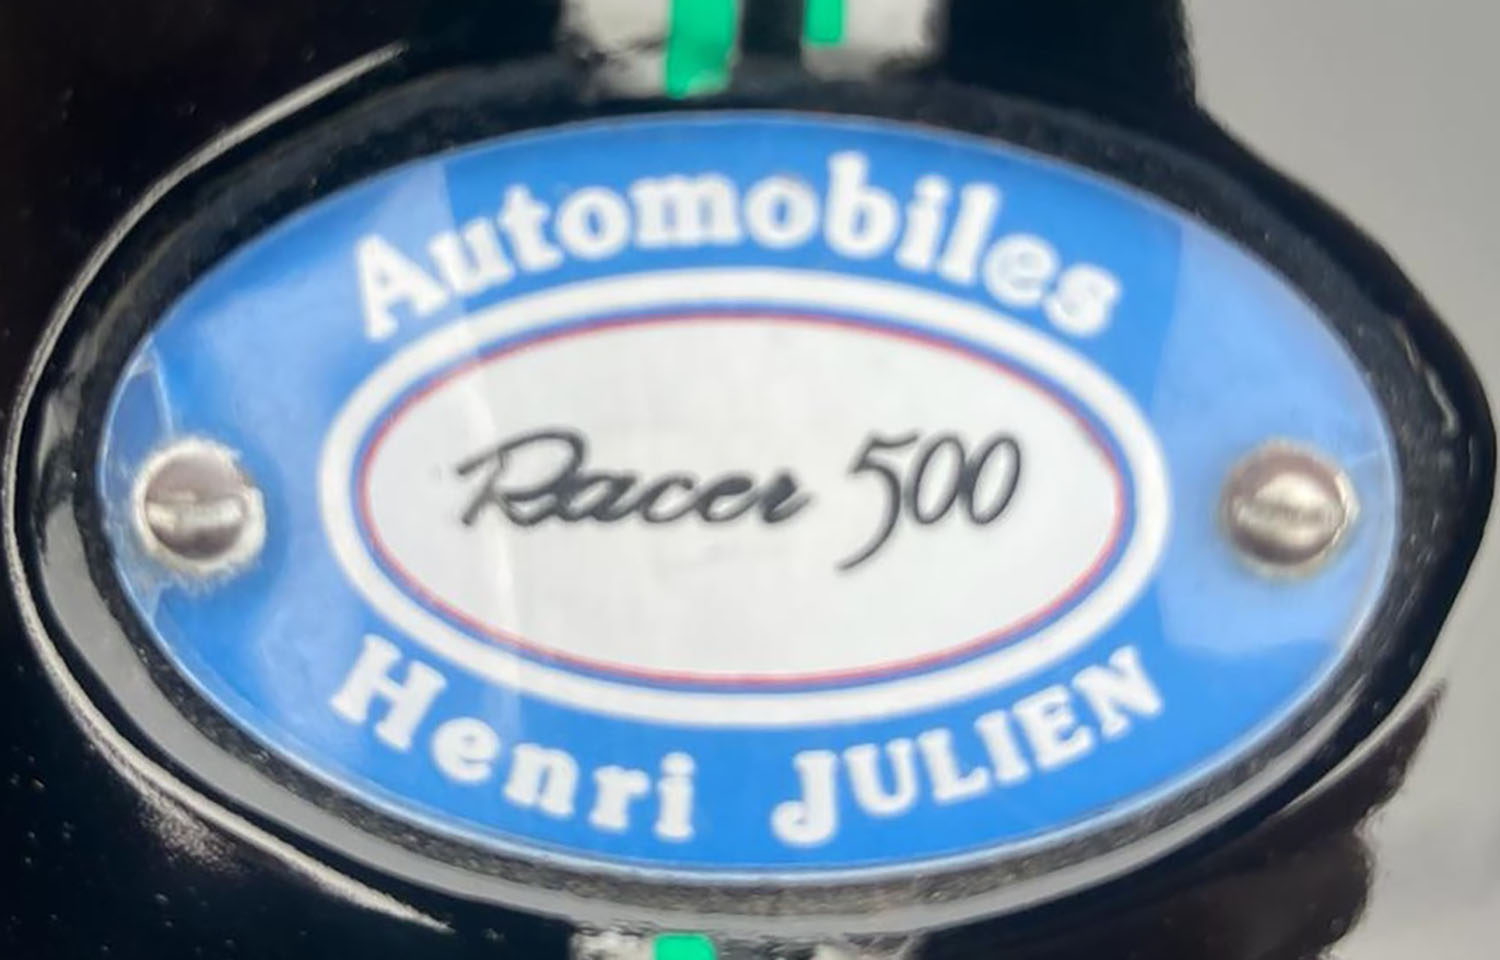 Automobiles
Racer 500
Henri JULIEN